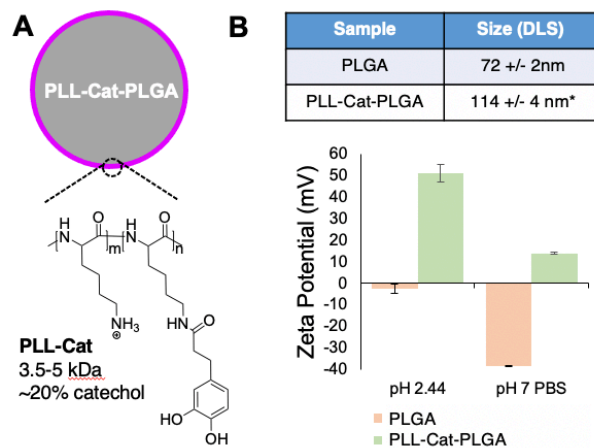 A
PLL-Cat-PLGA
H
N
O
m
H
N
O
n
NH3
⊕
HN
O
HO
OH
PLL-Cat
3.5-5 kDa
~20% catechol
B
Sample Size (DLS)
PLGA 72 +/- 2nm
PLL-Cat-PLGA 114 +/- 4 nm*
Zeta Potential (mV)
60
50
40
30
20
10
0
-10
-20
-30
-40
pH 2.44 pH 7 PBS
PLGA
PLL-Cat-PLGA